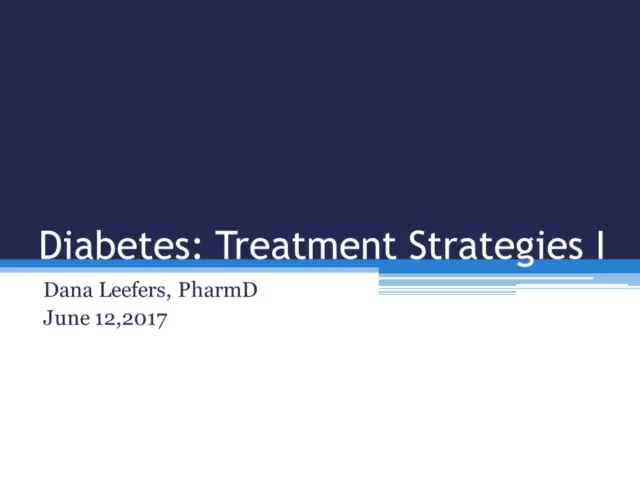 Diabetes: Treatment Strategies I
Dana Leefers, PharmD
June 12,2017